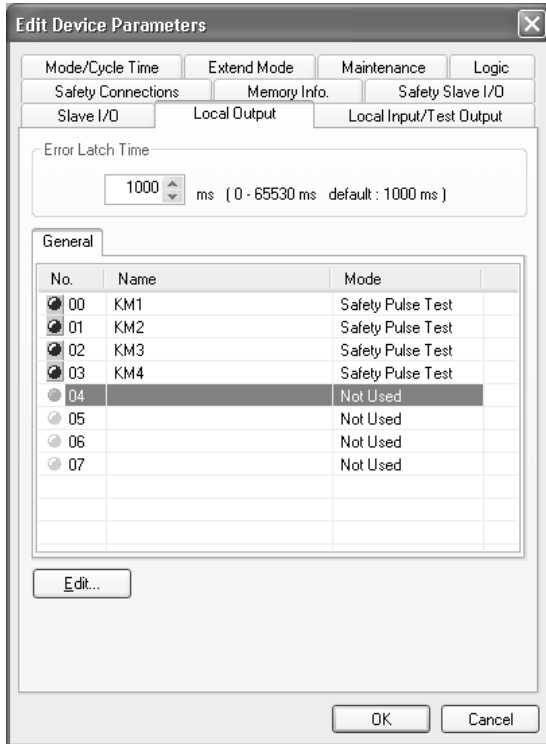 Edit Device Parameters
Mode/Cycle Time Extend Mode Maintenance Logic
Safety Connections Memory Info. Safety Slave I/O
Slave I/O Local Output Local Input/Test Output
Error Latch Time
1000 ms ( 0 - 65530 ms default : 1000 ms )
General
No. Name Mode
00 KM1 Safety Pulse Test
01 KM2 Safety Pulse Test
02 KM3 Safety Pulse Test
03 KM4 Safety Pulse Test
04 Not Used
05 Not Used
06 Not Used
07 Not Used
Edit...
OK Cancel